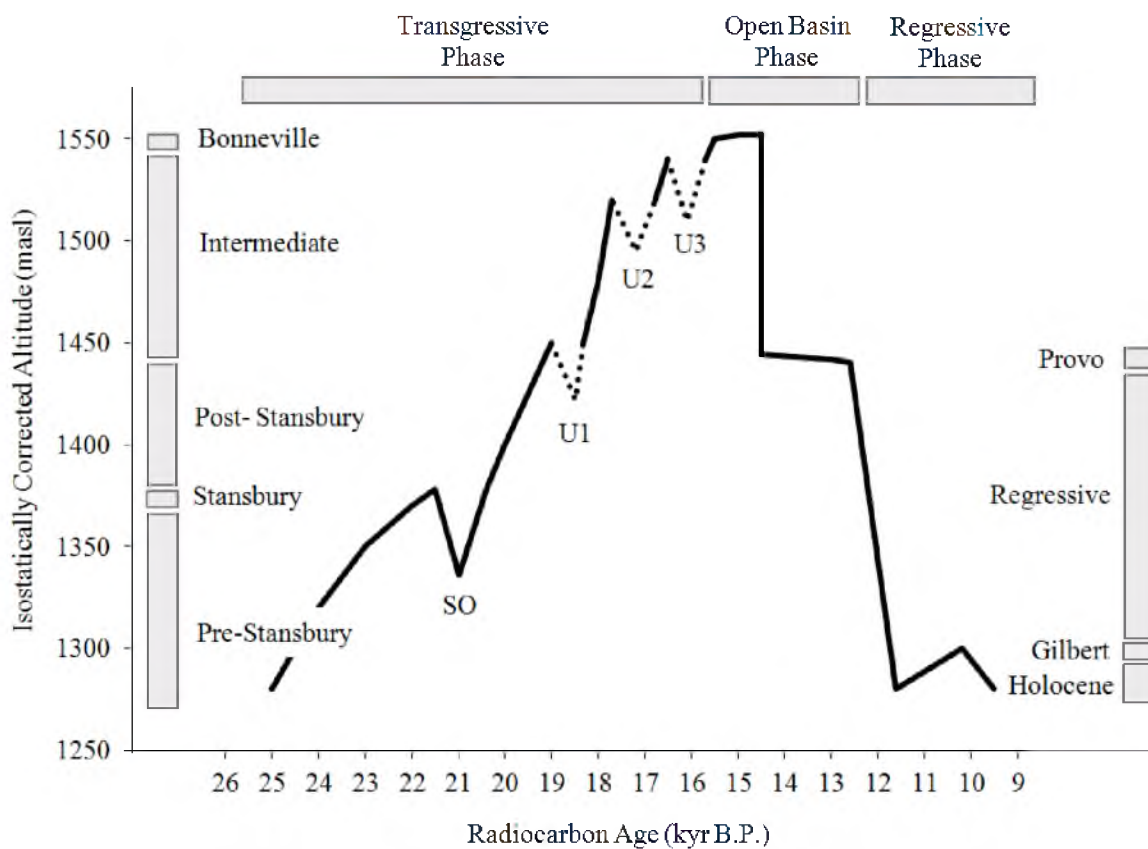 Transgressive
Phase
Open Basin
Phase
Regressive
Phase
Isostatically Corrected Altitude (masl)
1550
1500
1450
1400
1350
1300
1250
Bonneville
Intermediate
Post- Stansbury
Stansbury
Pre-Stansbury
U3
U2
U1
SO
Provo
Regressive
Gilbert
Holocene
26 25 24 23 22 21 20 19 18 17 16 15 14 13 12 11 10 9
Radiocarbon Age (kyr B.P.)